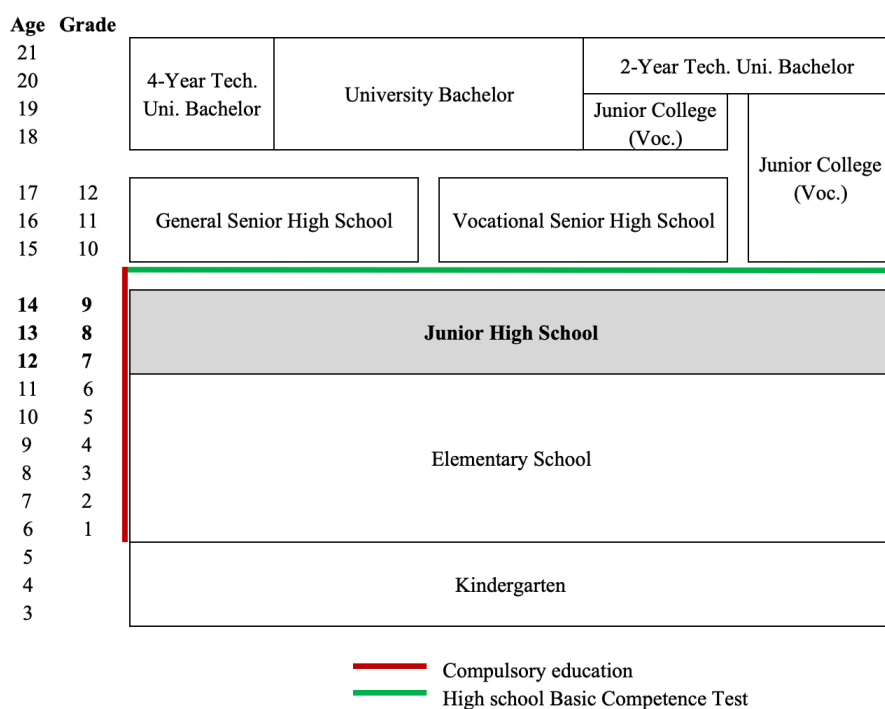 Age Grade
21
20
19
18
4-Year Tech.
Uni. Bachelor
University Bachelor
2-Year Tech. Uni. Bachelor
Junior College
(Voc.)
Junior College
(Voc.)
17 12
16 11
15 10
General Senior High School
Vocational Senior High School
14 9
13 8
12 7
Junior High School
11 6
10 5
9 4
8 3
7 2
6 1
Elementary School
5
4
3
Kindergarten
Compulsory education
High school Basic Competence Test